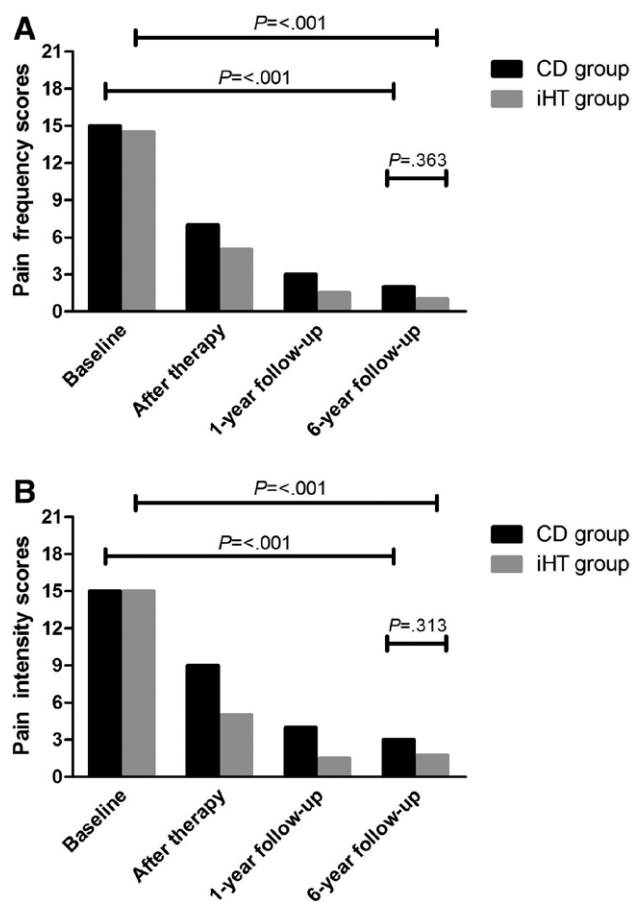 A
P=<.001
P=<.001
P=.363
CD group
iHT group
Pain frequency scores
21
18
15
12
9
6
3
0
Baseline
After therapy
1-year follow-up
6-year follow-up
B
P=<.001
P=<.001
P=.313
CD group
iHT group
Pain intensity scores
21
18
15
12
9
6
3
0
Baseline
After therapy
1-year follow-up
6-year follow-up